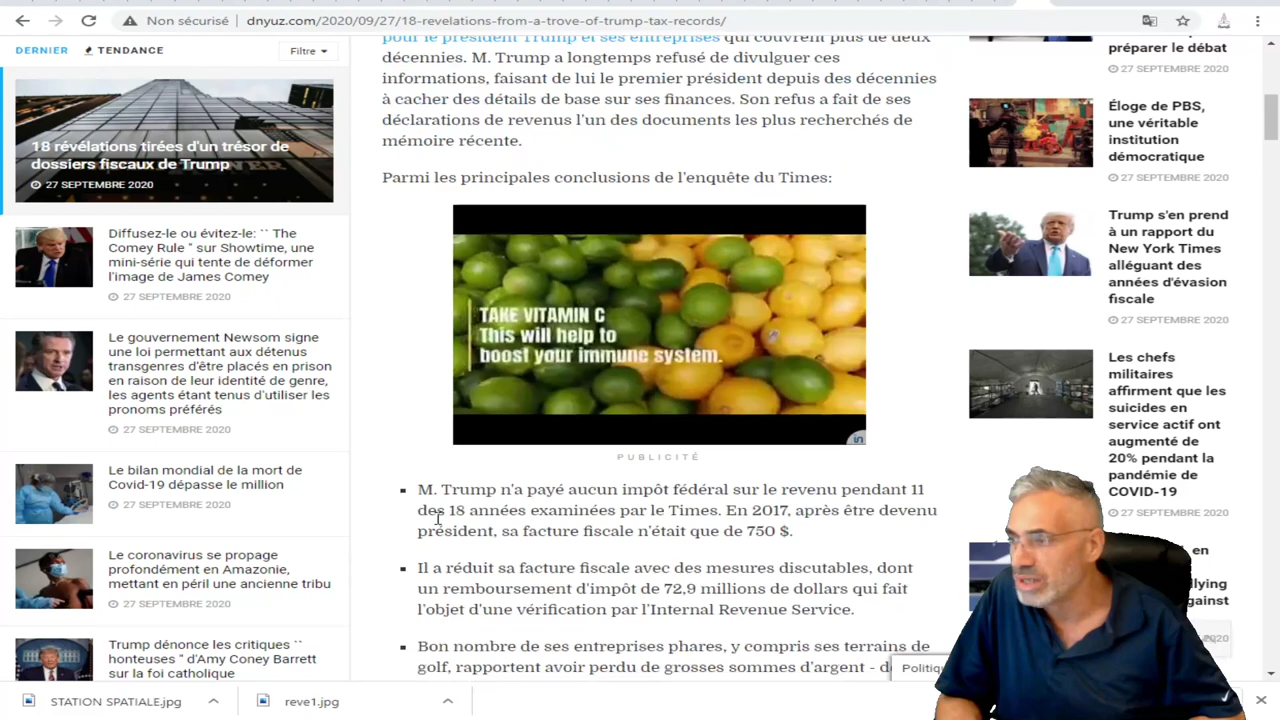 Non sécurisé
dnyuz.com/2020/09/27/18-revelations-from-a-trove-of-trump-tax-records/
DERNIER
TENDANCE
Filtre
18 révélations tirées d'un trésor de
dossiers fiscaux de Trump
27 SEPTEMBRE 2020
Diffusez-le ou évitez-le: `` The
Comey Rule '' sur Showtime, une
mini-série qui tente de déformer
l'image de James Comey
27 SEPTEMBRE 2020
Le gouvernement Newsom signe
une loi permettant aux détenus
transgenres d'être placés en prison
en raison de leur identité de genre,
les agents étant tenus d'utiliser les
pronoms préférés
27 SEPTEMBRE 2020
Le bilan mondial de la mort de
Covid-19 dépasse le million
27 SEPTEMBRE 2020
Le coronavirus se propage
profondément en Amazonie,
mettant en péril une ancienne tribu
27 SEPTEMBRE 2020
Trump dénonce les critiques ``
honteuses '' d'Amy Coney Barrett
sur la foi catholique
pour le président Trump et ses entreprises qui couvrent plus de deux
décennies. M. Trump a longtemps refusé de divulguer ces
informations, faisant de lui le premier président depuis des décennies
à cacher des détails de base sur ses finances. Son refus a fait de ses
déclarations de revenus l'un des documents les plus recherchés de
mémoire récente.
Parmi les principales conclusions de l'enquête du Times:
TAKE VITAMIN C
This will help to
boost your immune system.
in
PUBLICITÉ
M. Trump n'a payé aucun impôt fédéral sur le revenu pendant 11
des 18 années examinées par le Times. En 2017, après être devenu
président, sa facture fiscale n'était que de 750 $.
Il a réduit sa facture fiscale avec des mesures discutables, dont
un remboursement d'impôt de 72,9 millions de dollars qui fait
l'objet d'une vérification par l'Internal Revenue Service.
Bon nombre de ses entreprises phares, y compris ses terrains de
golf, rapportent avoir perdu de grosses d'argent - d
Politiq
préparer le débat
27 SEPTEMBRE 2020
Éloge de PBS,
une véritable
institution
démocratique
27 SEPTEMBRE 2020
Trump s'en prend
à un rapport du
New York Times
alléguant des
années d'évasion
fiscale
27 SEPTEMBRE 2020
Les chefs
militaires
affirment que les
suicides en
service actif ont
augmenté de
20% pendant la
pandémie de
COVID-19
27 SEPTEMBRE 2020
en
llying
gainst
2020
STATION SPATIALE.jpg
reve1.jpg